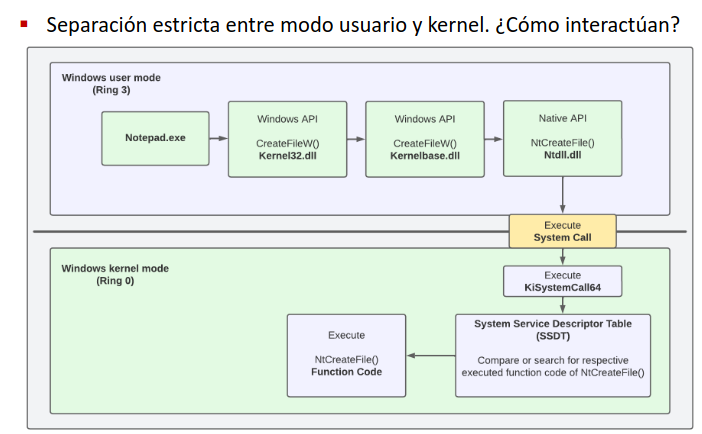 Separación estricta entre modo usuario y kernel. ¿Cómo interactúan?
Windows user mode
(Ring 3)
Notepad.exe
Windows API
CreateFileW()
Kernel32.dll
Windows API
CreateFileW()
Kernelbase.dll
Native API
NtCreateFile()
Ntdll.dll
Execute
System Call
Windows kernel mode
(Ring 0)
Execute
KiSystemCall64
System Service Descriptor Table
(SSDT)
Compare or search for respective
executed function code of NtCreateFile()
Execute
NtCreateFile()
Function Code